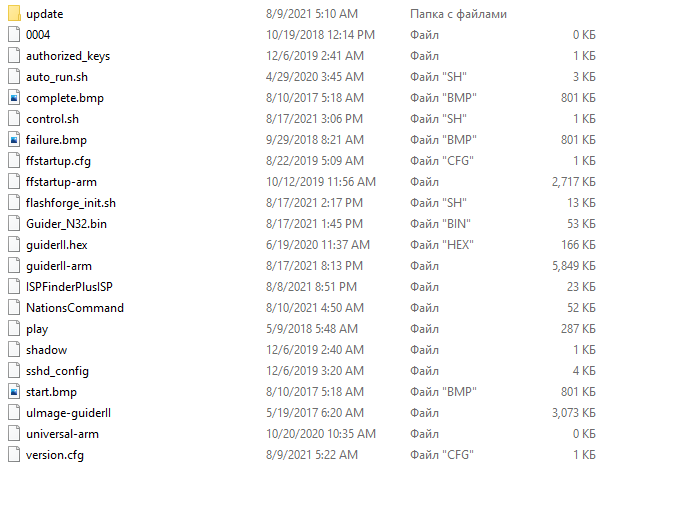 update 8/9/2021 5:10 AM Папка с файлами
0004 10/19/2018 12:14 PM Файл 0 КБ
authorized_keys 12/6/2019 2:41 AM Файл 1 КБ
auto_run.sh 4/29/2020 3:45 AM Файл "SH" 3 КБ
complete.bmp 8/10/2017 5:18 AM Файл "BMP" 801 КБ
control.sh 8/17/2021 3:06 PM Файл "SH" 1 КБ
failure.bmp 9/29/2018 8:21 AM Файл "BMP" 801 КБ
ffstartup.cfg 8/22/2019 5:09 AM Файл "CFG" 1 КБ
ffstartup-arm 10/12/2019 11:56 AM Файл 2,717 КБ
flashforge_init.sh 8/17/2021 2:17 PM Файл "SH" 13 КБ
Guider_N32.bin 8/17/2021 1:45 PM Файл "BIN" 53 КБ
guiderII.hex 6/19/2020 11:37 AM Файл "HEX" 166 КБ
guiderII-arm 8/17/2021 8:13 PM Файл 5,849 КБ
ISPFinderPlusISP 8/8/2021 8:51 PM Файл 23 КБ
NationsCommand 8/10/2021 4:50 AM Файл 52 КБ
play 5/9/2018 5:48 AM Файл 287 КБ
shadow 12/6/2019 2:40 AM Файл 1 КБ
sshd_config 12/6/2019 3:20 AM Файл 4 КБ
start.bmp 8/10/2017 5:18 AM Файл "BMP" 801 КБ
uImage-guiderII 5/19/2017 6:20 AM Файл 3,073 КБ
universal-arm 10/20/2020 10:35 AM Файл 0 КБ
version.cfg 8/9/2021 5:22 AM Файл "CFG" 1 КБ